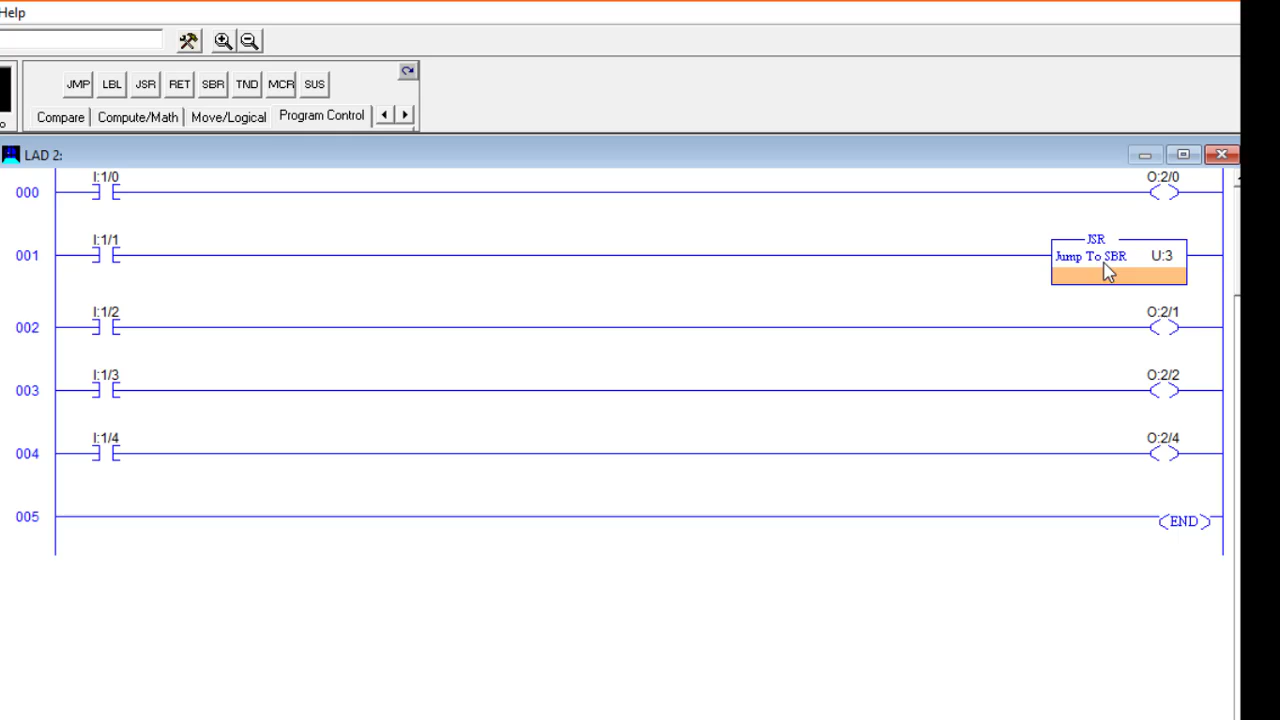 Help
JMP LBL JSR RET SBR TND MCR SUS
Compare Compute/Math Move/Logical Program Control
LAD 2:
I:1/0 O:2/0
000
I:1/1 JSR
001 Jump To SBR U:3
I:1/2 O:2/1
002
I:1/3 O:2/2
003
I:1/4 O:2/4
004
005 END